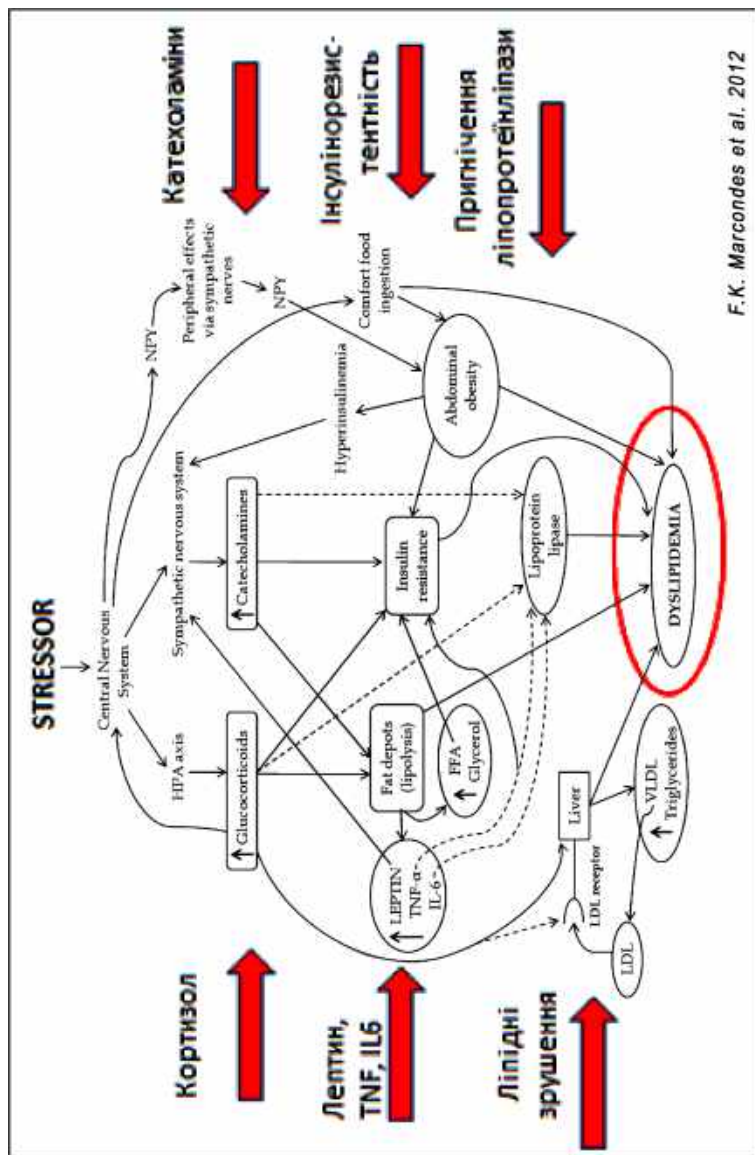 STRESSOR
Central Nervous
System
NPY
Peripheral effects
via sympathetic
nerves
NPY
HPA axis
Sympathetic nervous system
Hyperinsulinemia
Comfort food
ingestion
↑ Glucocorticoids
↑ Catecholamines
Abdominal
obesity
Fat depots
(lipolysis)
Insulin
resistance
↑ LEPTIN
TNF-α
IL-6
↑ FFA
Glycerol
Lipoprotein
lipase
Liver
LDL receptor
LDL
↑ VLDL
Triglycerides
DYSLIPIDEMIA
Кортизол
Лептин,
TNF, IL6
Ліпідні
зрушення
Катехоламіни
Інсулінорезис-
тентність
Пригнічення
ліпопротеїнліпази
F.K. Marcondes et al. 2012